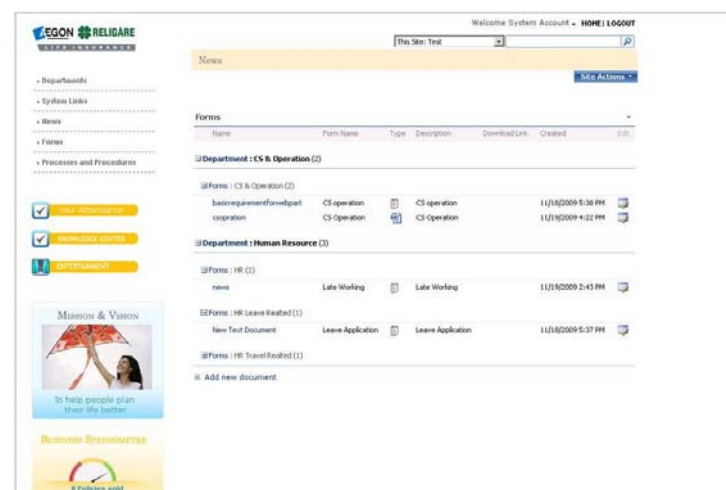 Welcome System Account HOME | LOGOUT
AEGON RELIGARE
LIFE INSURANCE
This Site: Test
News
Site Actions
Departments
System Links
News
Forms
Processes and Procedures
KNOWLEDGE CENTER
ENTERTAINMENT
Forms
Name Form Name Type Description Download Link. Created Edit
Department : CS & Operation (2)
Forms : CS & Operation (2)
basicrequirementforwebpart CS operation CS operation 11/18/2009 5:38 PM
csopration CS Operation CS Operation 11/19/2009 4:22 PM
Department : Human Resource (3)
Forms : HR (1)
news Late Working Late Working 11/19/2009 2:43 PM
Forms : HR Leave Realted (1)
New Text Document Leave Application Leave Application 11/18/2009 5:37 PM
Forms : HR Travel Realted (1)
Add new document
MISSION & VISION
To help people plan
their life better
BUSINESS SPEEDOMETER
Policies sold